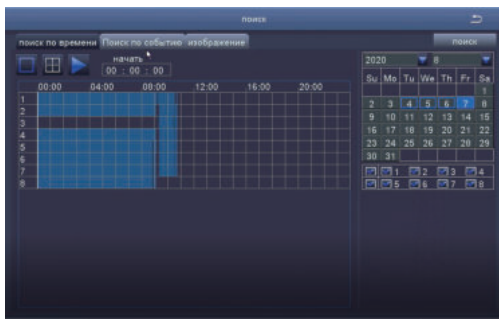 поиск
поиск по времени Поиск по событию изображение
поиск
начать
00 : 00 : 00
2020 8
Su Mo Tu We Th Fr Sa
1
2 3 4 5 6 7 8
9 10 11 12 13 14 15
16 17 18 19 20 21 22
23 24 25 26 27 28 29
30 31
1 2 3 4
5 6 7 8
00:00 04:00 08:00 12:00 16:00 20:00
1
2
3
4
5
6
7
8